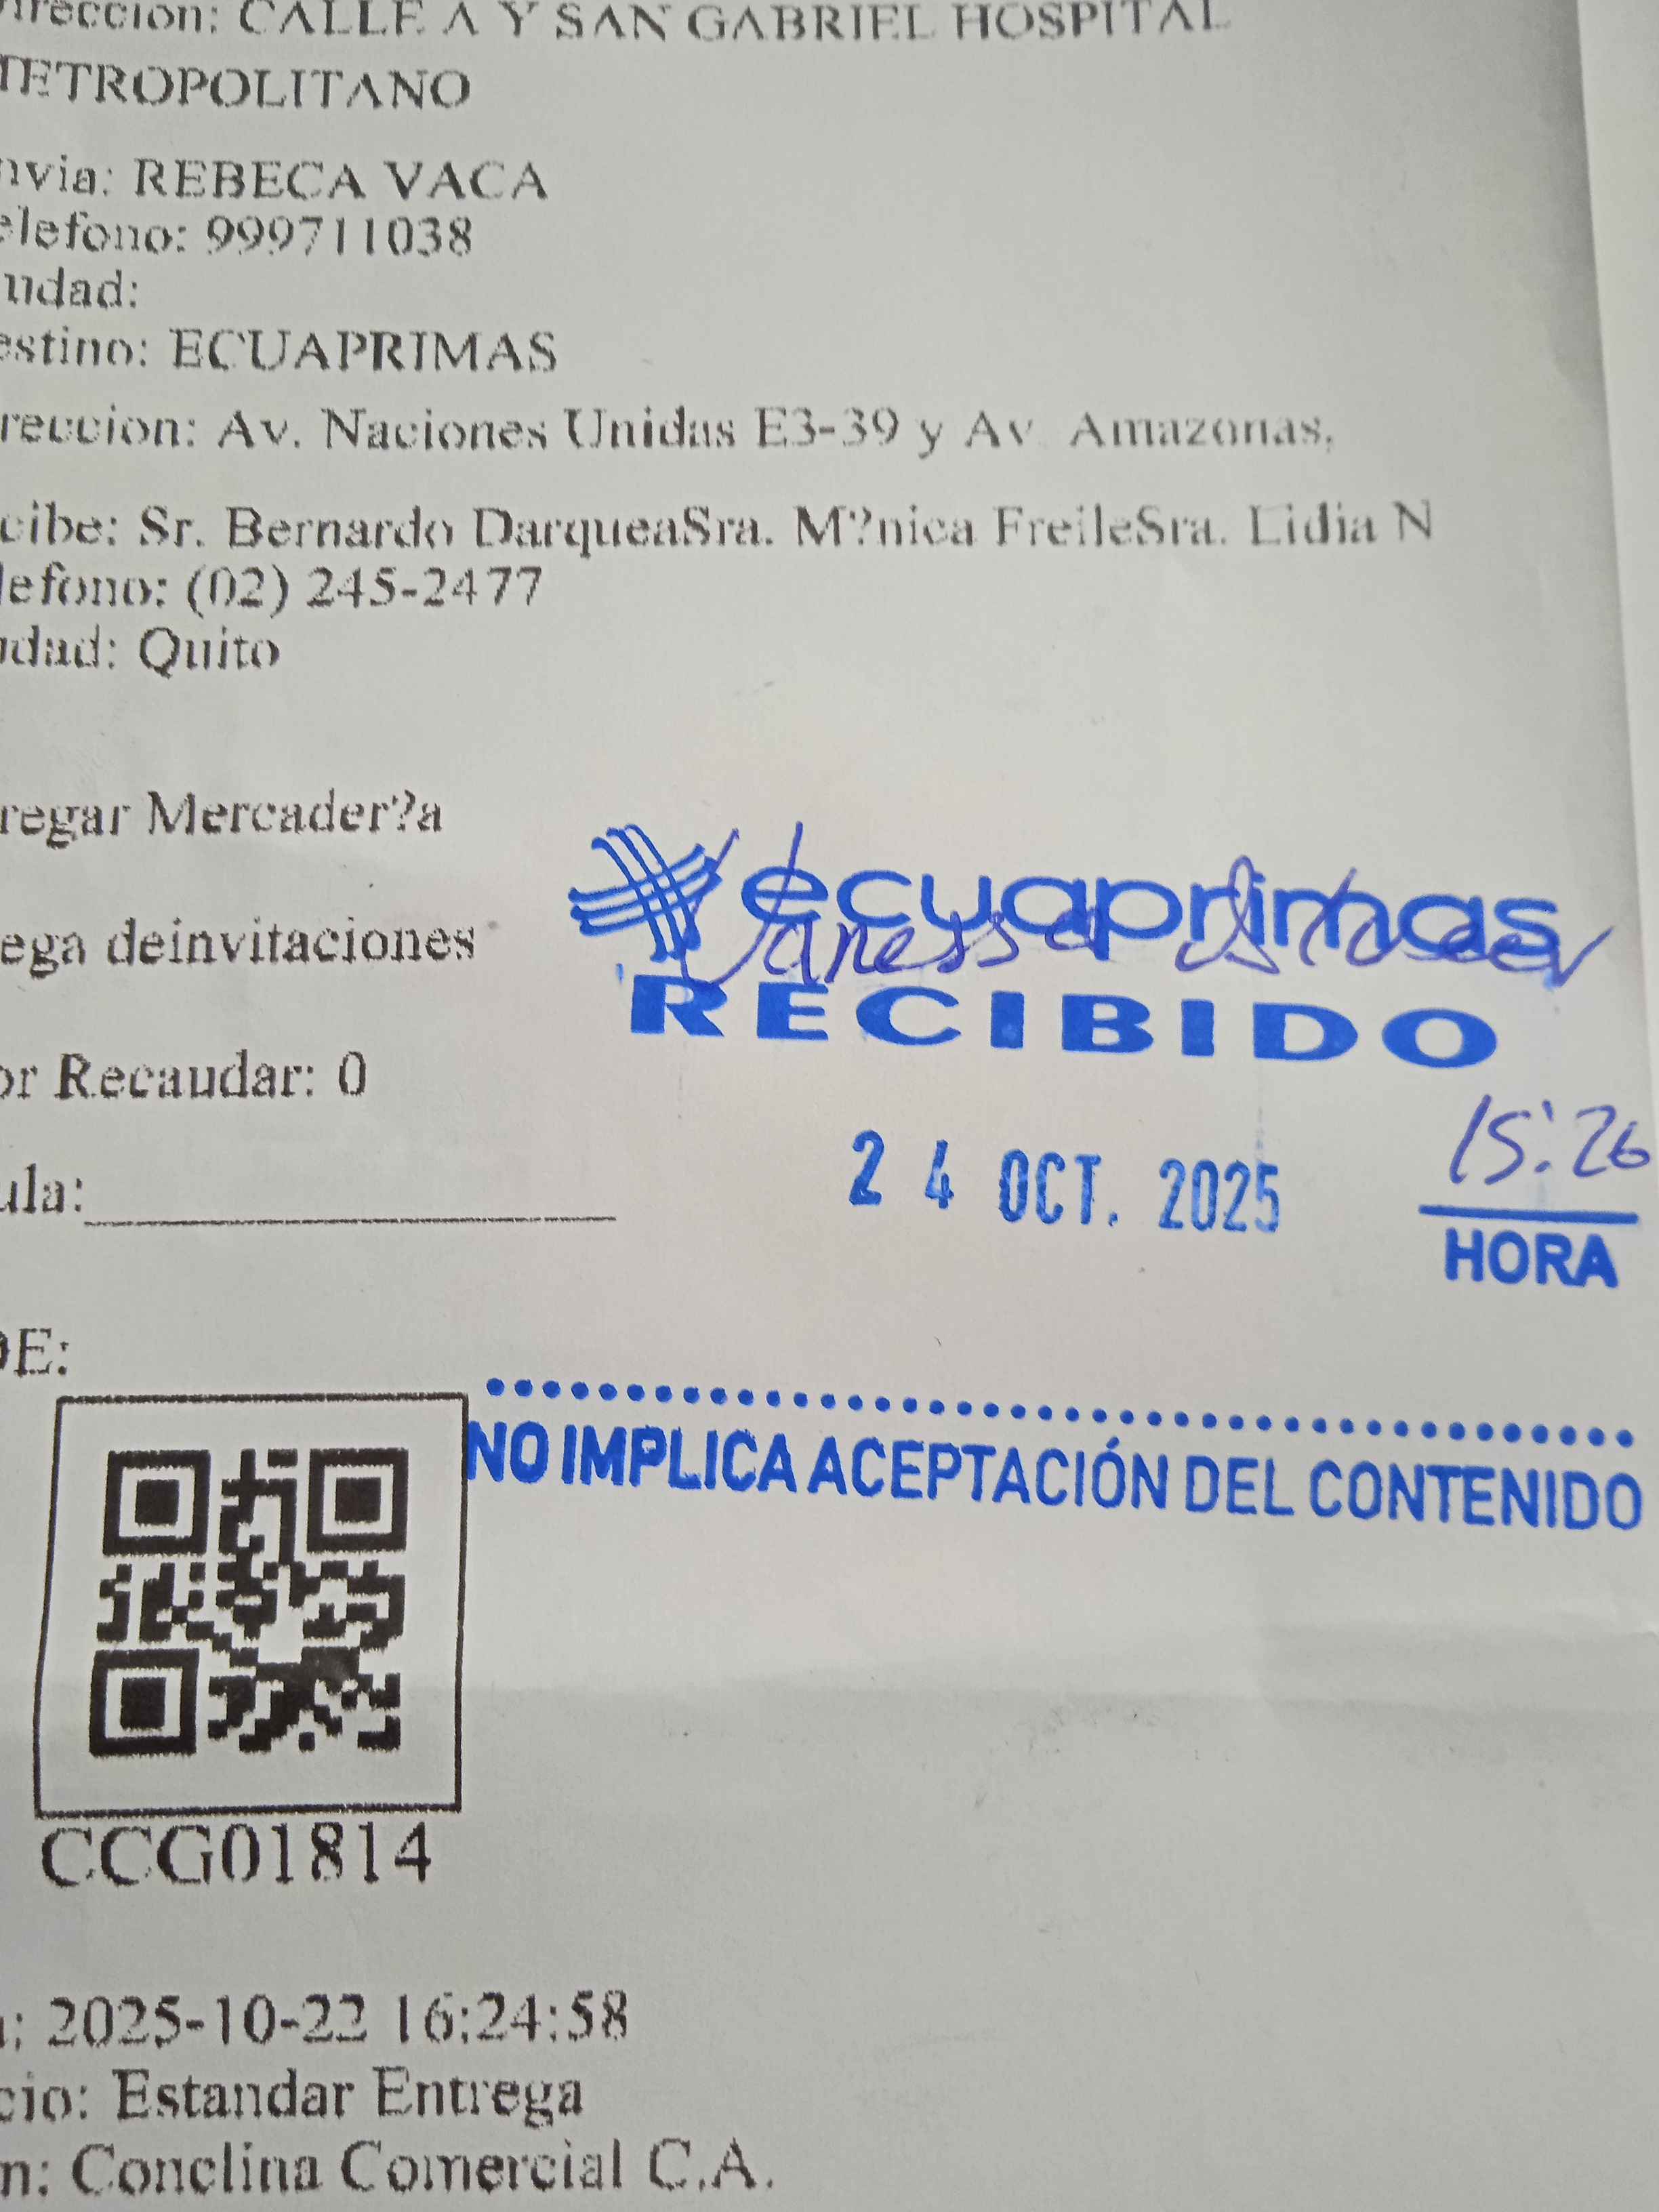 ireccion: CALLE A Y SAN GABRIEL HOSPITAL
METROPOLITANO
nvia: REBECA VACA
elefono: 999711038
udad:
estino: ECUAPRIMAS
reccion: Av. Naciones Unidas E3-39 y Av. Amazonas,
cibe: Sr. Bernardo DarqueaSra. M?nica FreileSra. Lidia N
lefono: (02) 245-2477
udad: Quito
regar Mercader?a
ecuaprimas
Vanessa
ega deinvitaciones
RECIBIDO
or Recaudar: 0
15:26
24 OCT. 2025
ula:
HORA
DE:
NO IMPLICA ACEPTACIÓN DEL CONTENIDO
CCG01814
a: 2025-10-22 16:24:58
cio: Estandar Entrega
n: Conclina Comercial C.A.